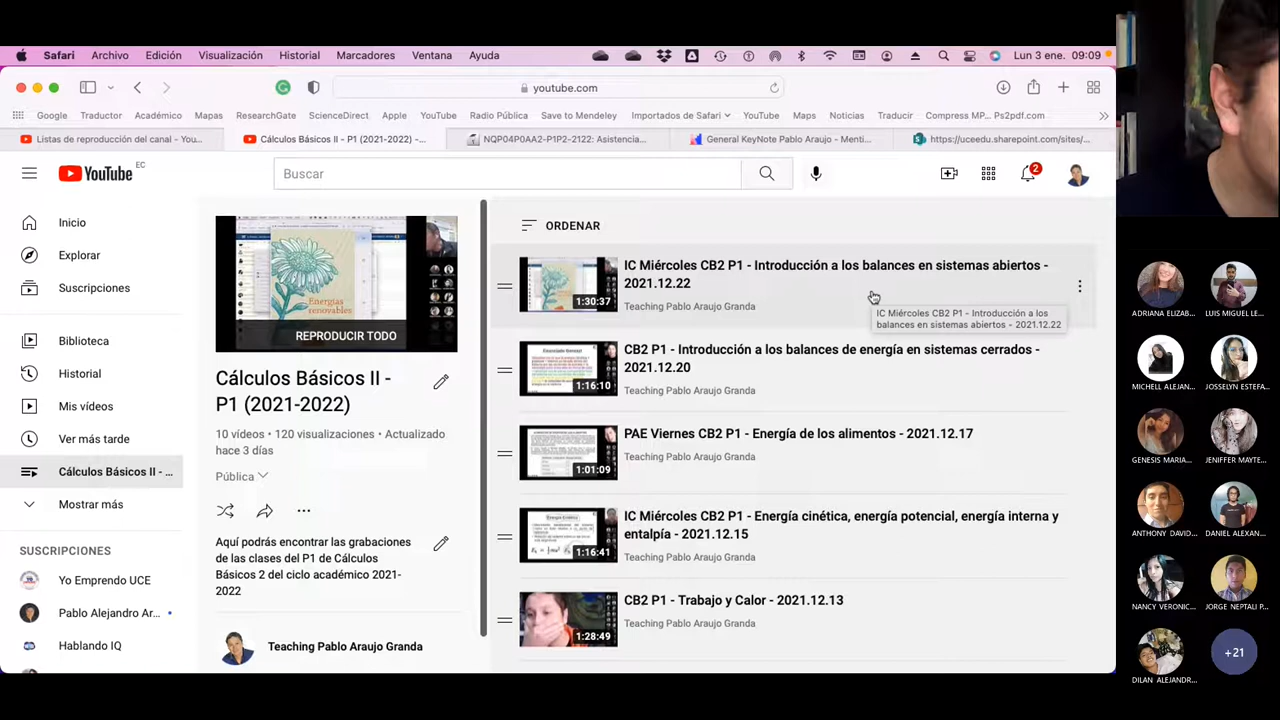 Safari Archivo Edición Visualización Historial Marcadores Ventana Ayuda Lun 3 ene. 09:09
youtube.com
Google Traductor Académico Mapas ResearchGate ScienceDirect Apple YouTube Radio Pública Save to Mendeley Importados de Safari YouTube Mapas Noticias Traducir Compress MP... Ps2pdf.com
Listas de reproducción del canal - You... Cálculos Básicos II - P1 (2021-2022) -... NQP04P0AA2-P1P2-2122: Asistencia... General KeyNote Pablo Araujo - Menti... https://uceedu.sharepoint.com/sites/...
YouTube EC
Buscar
2
Inicio
Explorar
Suscripciones
Biblioteca
Historial
Mis vídeos
Ver más tarde
Cálculos Básicos II - ...
Mostrar más
SUSCRIPCIONES
Yo Emprendo UCE
Pablo Alejandro Ar...
Hablando IQ
Energías
renovables
REPRODUCIR TODO
Cálculos Básicos II -
P1 (2021-2022)
10 vídeos • 120 visualizaciones • Actualizado
hace 3 días
Pública
Aquí podrás encontrar las grabaciones
de las clases del P1 de Cálculos
Básicos 2 del ciclo académico 2021-
2022
Teaching Pablo Araujo Granda
ORDENAR
1:30:37
IC Miércoles CB2 P1 - Introducción a los balances en sistemas abiertos -
2021.12.22
Teaching Pablo Araujo Granda
IC Miércoles CB2 P1 - Introducción a los
balances en sistemas abiertos - 2021.12.22
1:16:10
CB2 P1 - Introducción a los balances de energía en sistemas cerrados -
2021.12.20
Teaching Pablo Araujo Granda
1:01:09
PAE Viernes CB2 P1 - Energía de los alimentos - 2021.12.17
Teaching Pablo Araujo Granda
1:16:41
IC Miércoles CB2 P1 - Energía cinética, energía potencial, energía interna y
entalpía - 2021.12.15
Teaching Pablo Araujo Granda
1:28:49
CB2 P1 - Trabajo y Calor - 2021.12.13
Teaching Pablo Araujo Granda
ADRIANA ELIZAB... LUIS MIGUEL LE...
MICHELL ALEJAN... JOSSELYN ESTEFA...
GENESIS MARIA... JENIFFER MAYTE...
ANTHONY DAVID... DANIEL ALEXAN...
NANCY VERONIC... JORGE NEPTALI P...
DILAN ALEJANDR... +21